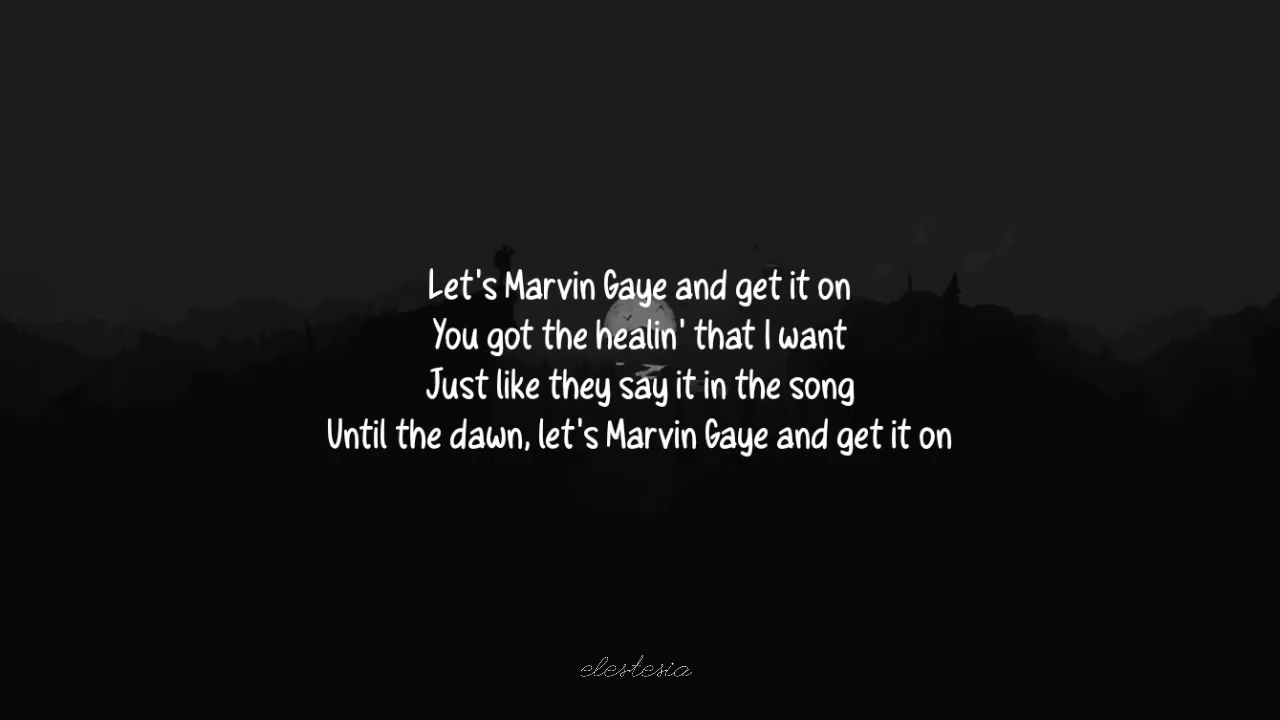 Let's Marvin Gaye and get it on
You got the healin' that I want
Just like they say it in the song
Until the dawn, let's Marvin Gaye and get it on
elestesia